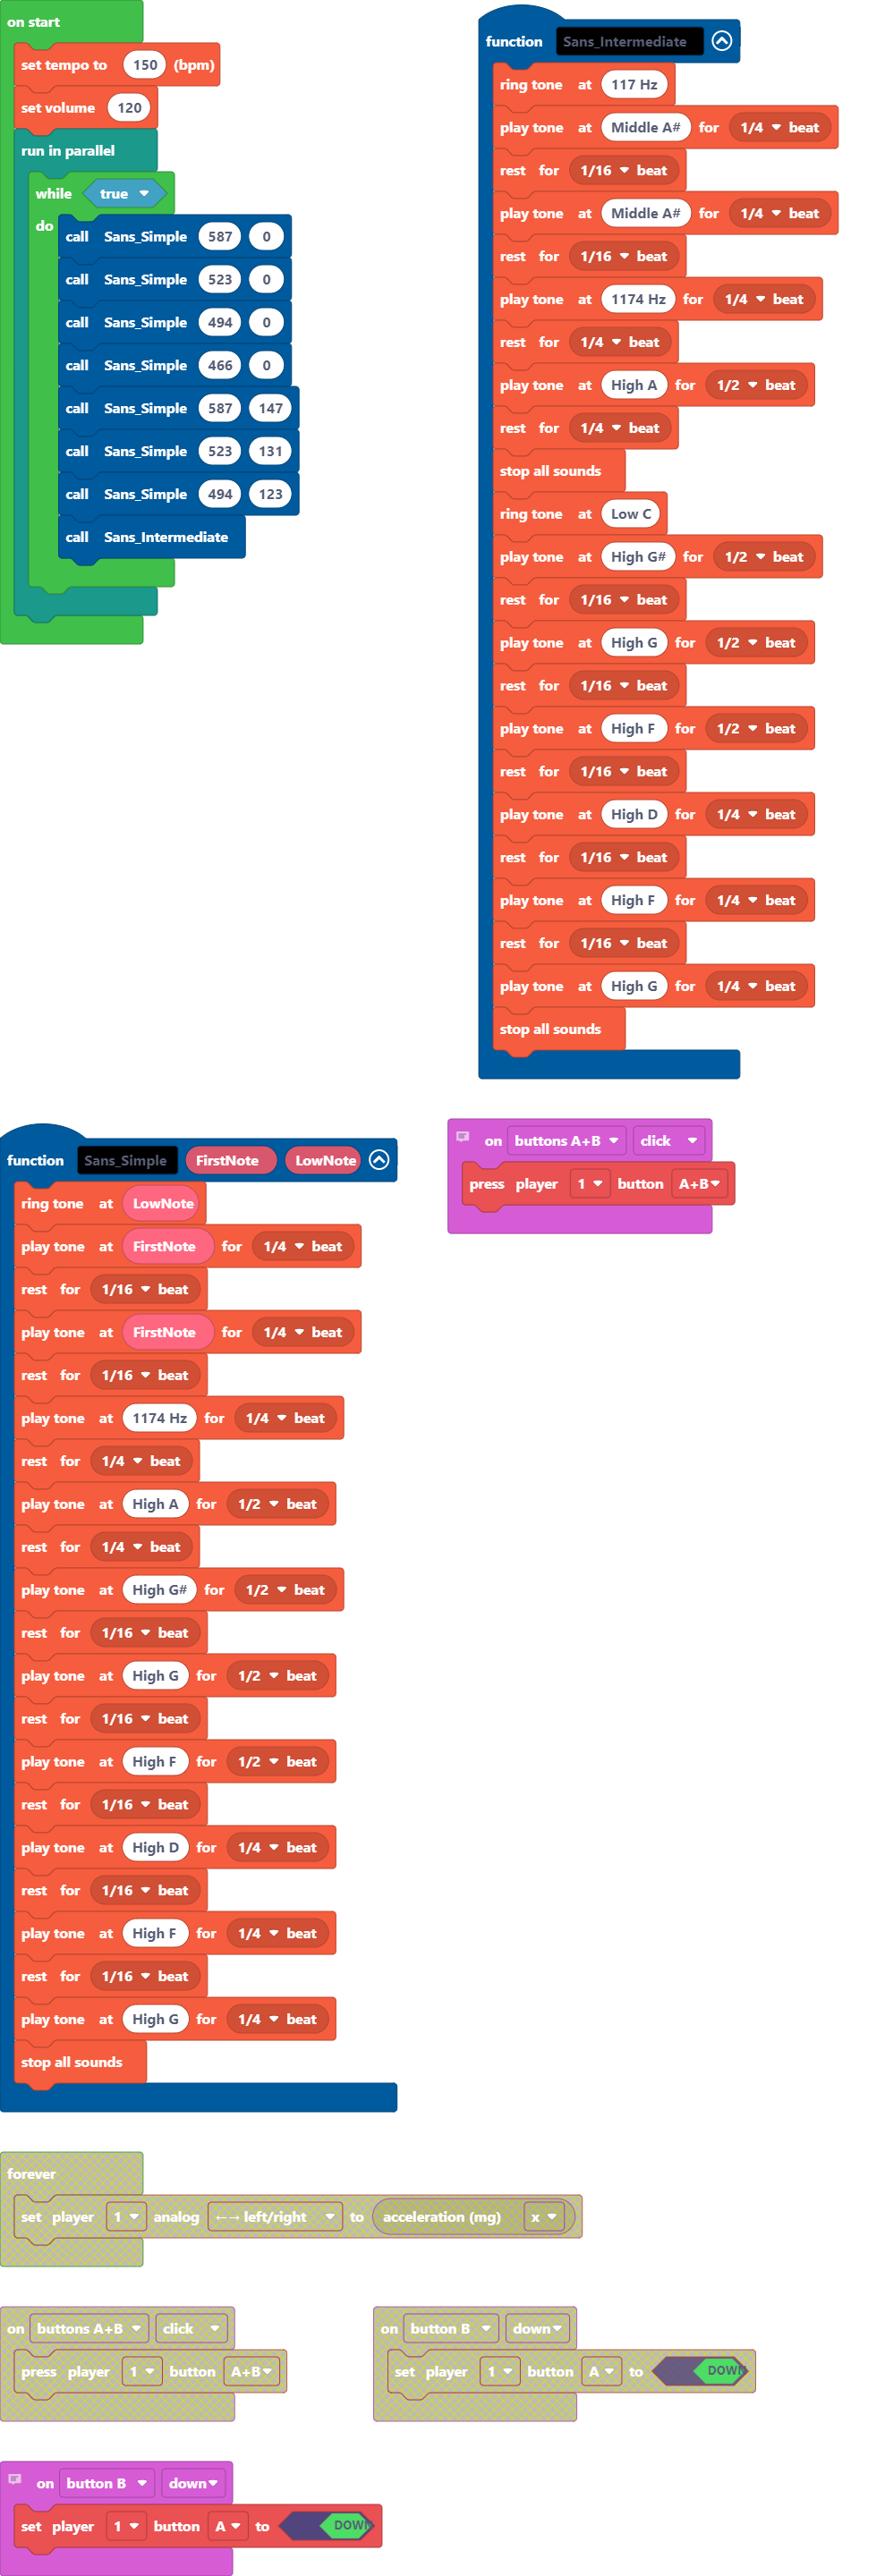 on start
set tempo to 150 (bpm)
set volume 120
run in parallel
while true
do
call Sans_Simple 587 0
call Sans_Simple 523 0
call Sans_Simple 494 0
call Sans_Simple 466 0
call Sans_Simple 587 147
call Sans_Simple 523 131
call Sans_Simple 494 123
call Sans_Intermediate
function Sans_Intermediate
ring tone at 117 Hz
play tone at Middle A# for 1/4 beat
rest for 1/16 beat
play tone at Middle A# for 1/4 beat
rest for 1/16 beat
play tone at 1174 Hz for 1/4 beat
rest for 1/4 beat
play tone at High A for 1/2 beat
rest for 1/4 beat
stop all sounds
ring tone at Low C
play tone at High G# for 1/2 beat
rest for 1/16 beat
play tone at High G for 1/2 beat
rest for 1/16 beat
play tone at High F for 1/2 beat
rest for 1/16 beat
play tone at High D for 1/4 beat
rest for 1/16 beat
play tone at High F for 1/4 beat
rest for 1/16 beat
play tone at High G for 1/4 beat
stop all sounds
function Sans_Simple FirstNote LowNote
ring tone at LowNote
play tone at FirstNote for 1/4 beat
rest for 1/16 beat
play tone at FirstNote for 1/4 beat
rest for 1/16 beat
play tone at 1174 Hz for 1/4 beat
rest for 1/4 beat
play tone at High A for 1/2 beat
rest for 1/4 beat
play tone at High G# for 1/2 beat
rest for 1/16 beat
play tone at High G for 1/2 beat
rest for 1/16 beat
play tone at High F for 1/2 beat
rest for 1/16 beat
play tone at High D for 1/4 beat
rest for 1/16 beat
play tone at High F for 1/4 beat
rest for 1/16 beat
play tone at High G for 1/4 beat
stop all sounds
on buttons A+B click
press player 1 button A+B
forever
set player 1 analog ←→ left/right to acceleration (mg) x
on buttons A+B click
press player 1 button A+B
on button B down
set player 1 button A to DOWN
on button B down
set player 1 button A to DOWN